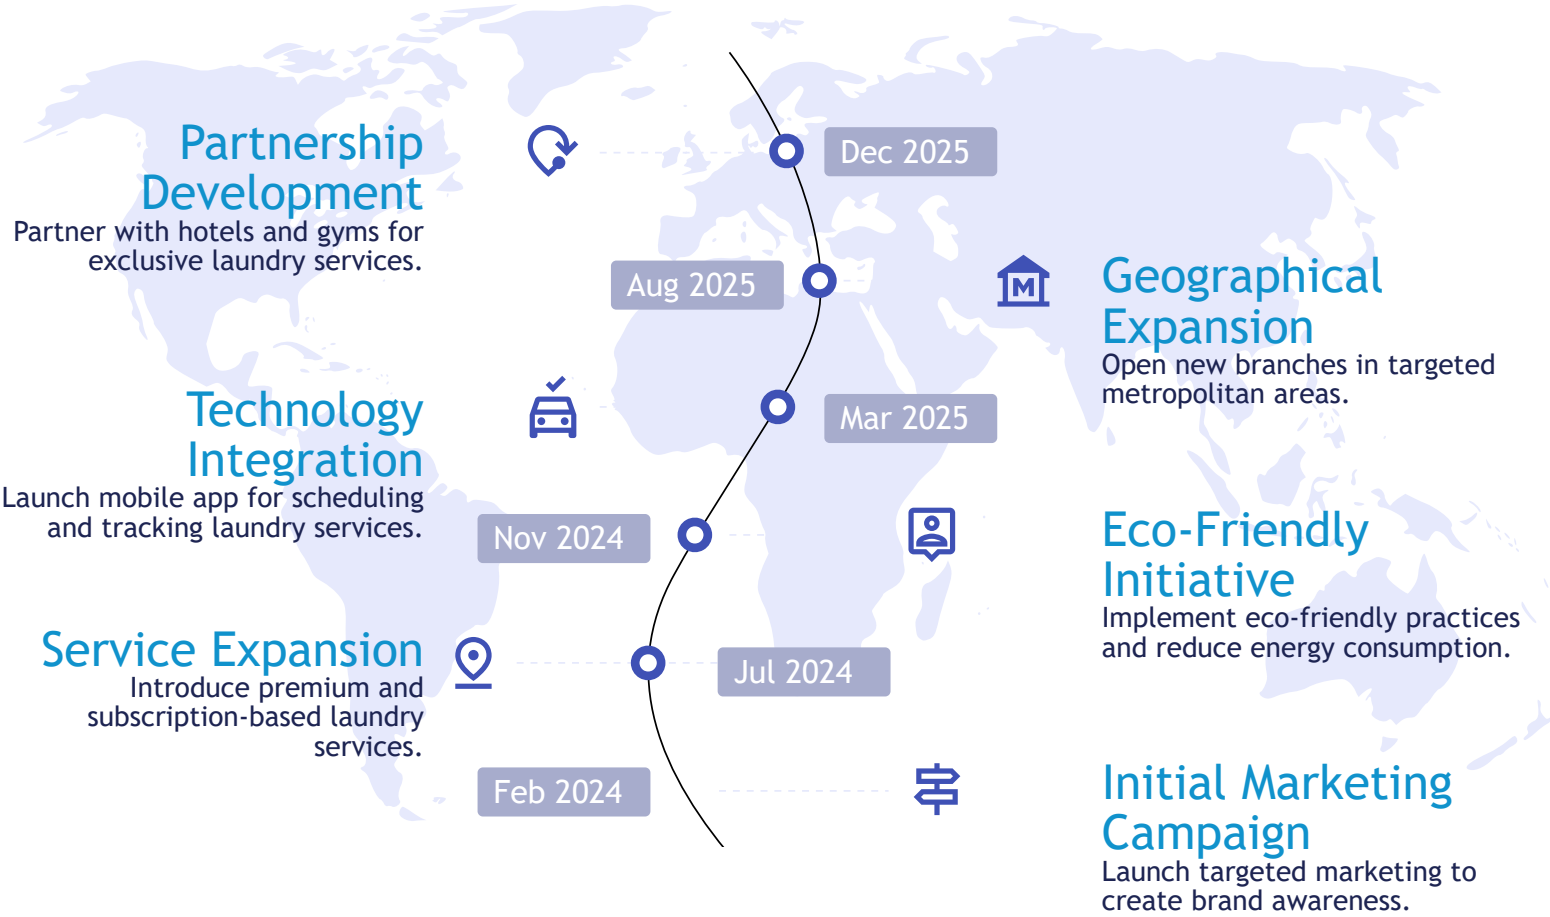 Partnership
Development
Partner with hotels and gyms for
exclusive laundry services.
Dec 2025
Aug 2025
M
Geographical
Expansion
Open new branches in targeted
metropolitan areas.
Technology
Integration
Launch mobile app for scheduling
and tracking laundry services.
Mar 2025
Nov 2024
Eco-Friendly
Initiative
Implement eco-friendly practices
and reduce energy consumption.
Service Expansion
Introduce premium and
subscription-based laundry
services.
Jul 2024
Feb 2024
Initial Marketing
Campaign
Launch targeted marketing to
create brand awareness.